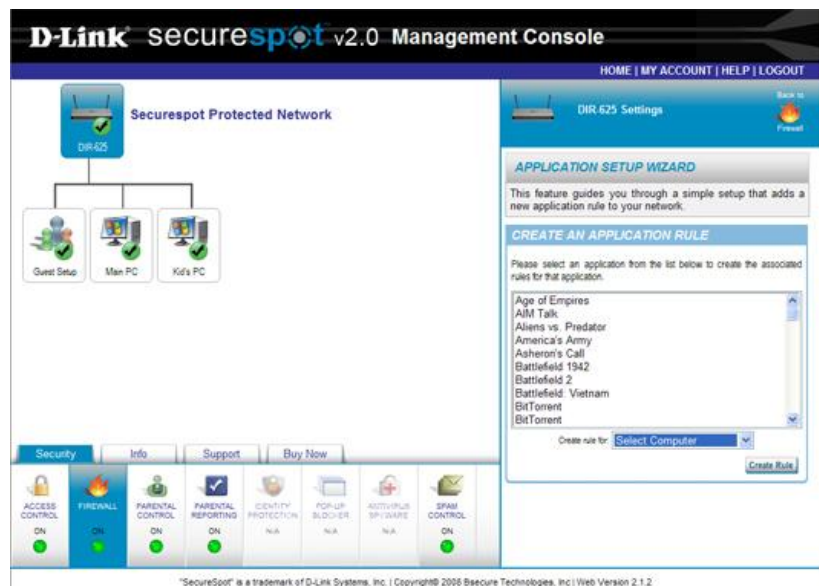 D-Link securespot v2.0 Management Console
HOME | MY ACCOUNT | HELP | LOGOUT
DIR-625
Securespot Protected Network
Guest Setup
Main PC
Kid's PC
DIR-625 Settings
Back to
Firewall
APPLICATION SETUP WIZARD
This feature guides you through a simple setup that adds a
new application rule to your network.
CREATE AN APPLICATION RULE
Please select an application from the list below to create the associated
rules for that application.
Age of Empires
AIM Talk
Aliens vs. Predator
America's Army
Asheron's Call
Battlefield 1942
Battlefield 2
Battlefield: Vietnam
BitTorrent
BitTorrent
Create rule for: Select Computer
Create Rule
Security
Info
Support
Buy Now
ACCESS
CONTROL
ON
FIREWALL
ON
PARENTAL
CONTROL
ON
PARENTAL
REPORTING
ON
IDENTITY
PROTECTION
N/A
POP-UP
BLOCKER
N/A
ANTIVIRUS
SPYWARE
N/A
SPAM
CONTROL
ON
"SecureSpot" is a trademark of D-Link Systems, Inc. | Copyright© 2008 Bsecure Technologies, Inc | Web Version 2.1.2